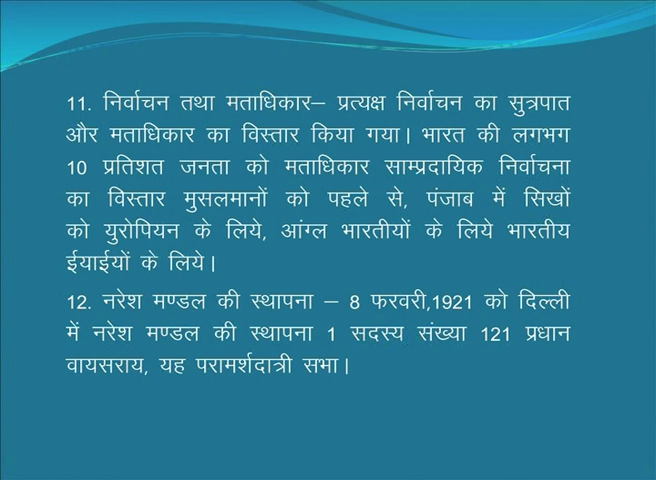 11. निर्वाचन तथा मताधिकार– प्रत्यक्ष निर्वाचन का सुत्रपात
और मताधिकार का विस्तार किया गया। भारत की लगभग
10 प्रतिशत जनता को मताधिकार साम्प्रदायिक निर्वाचना
का विस्तार मुसलमानों को पहले से, पंजाब में सिखों
को युरोपियन के लिये, आंग्ल भारतीयों के लिये भारतीय
ईयाईयों के लिये।
12. नरेश मण्डल की स्थापना – 8 फरवरी,1921 को दिल्ली
में नरेश मण्डल की स्थापना 1 सदस्य संख्या 121 प्रधान
वायसराय, यह परामर्शदात्री सभा।